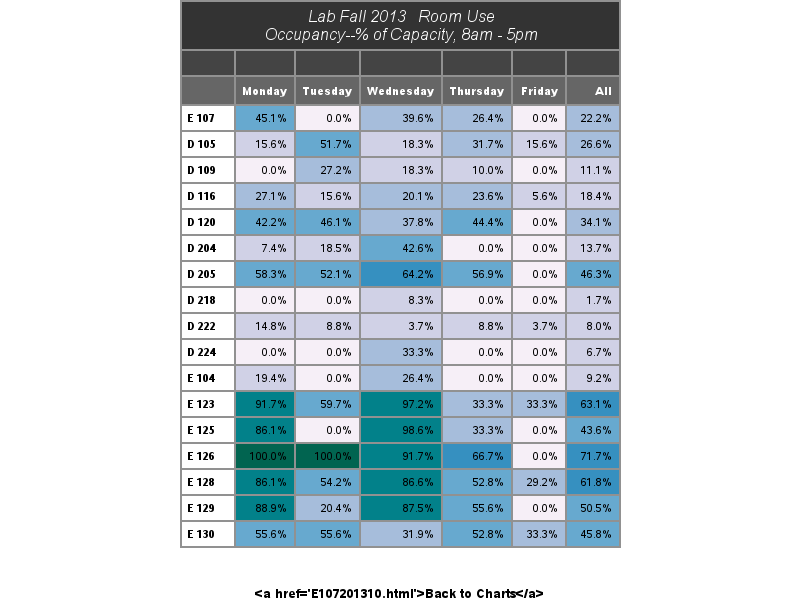 Lab Fall 2013   Room Use
Occupancy--% of Capacity, 8am - 5pm
Monday Tuesday Wednesday Thursday Friday All
E 107 45.1% 0.0% 39.6% 26.4% 0.0% 22.2%
D 105 15.6% 51.7% 18.3% 31.7% 15.6% 26.6%
D 109 0.0% 27.2% 18.3% 10.0% 0.0% 11.1%
D 116 27.1% 15.6% 20.1% 23.6% 5.6% 18.4%
D 120 42.2% 46.1% 37.8% 44.4% 0.0% 34.1%
D 204 7.4% 18.5% 42.6% 0.0% 0.0% 13.7%
D 205 58.3% 52.1% 64.2% 56.9% 0.0% 46.3%
D 218 0.0% 0.0% 8.3% 0.0% 0.0% 1.7%
D 222 14.8% 8.8% 3.7% 8.8% 3.7% 8.0%
D 224 0.0% 0.0% 33.3% 0.0% 0.0% 6.7%
E 104 19.4% 0.0% 26.4% 0.0% 0.0% 9.2%
E 123 91.7% 59.7% 97.2% 33.3% 33.3% 63.1%
E 125 86.1% 0.0% 98.6% 33.3% 0.0% 43.6%
E 126 100.0% 100.0% 91.7% 66.7% 0.0% 71.7%
E 128 86.1% 54.2% 86.6% 52.8% 29.2% 61.8%
E 129 88.9% 20.4% 87.5% 55.6% 0.0% 50.5%
E 130 55.6% 55.6% 31.9% 52.8% 33.3% 45.8%
<a href='E107201310.html'>Back to Charts</a>